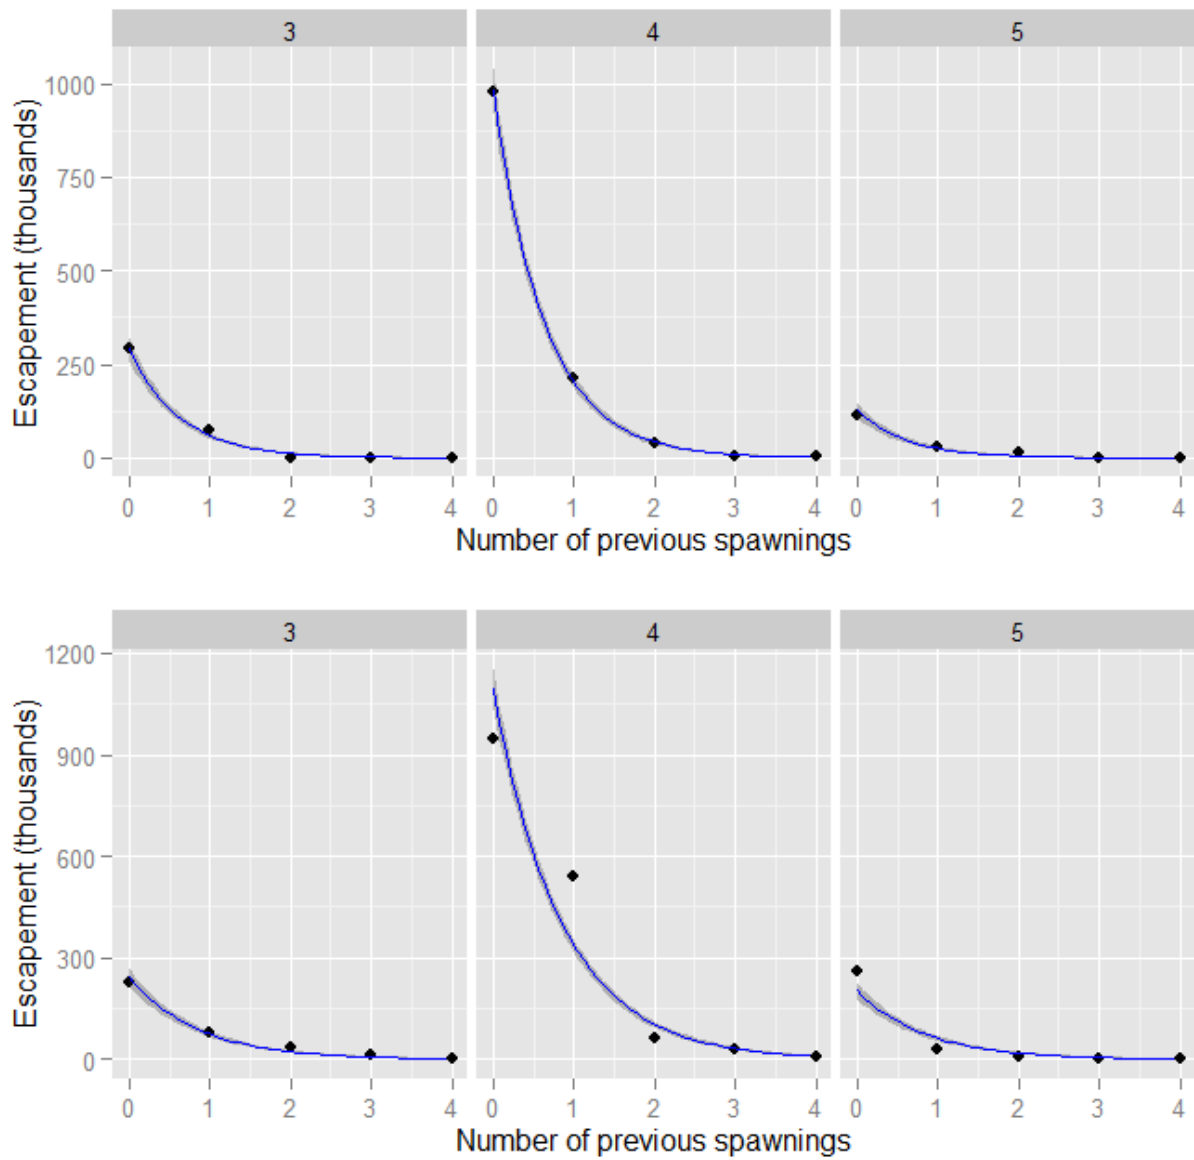 3 4 5
1000
750
500
250
0
Escapement (thousands)
0 1 2 3 4 0 1 2 3 4 0 1 2 3 4
Number of previous spawnings
3 4 5
1200
900
600
300
0
Escapement (thousands)
0 1 2 3 4 0 1 2 3 4 0 1 2 3 4
Number of previous spawnings